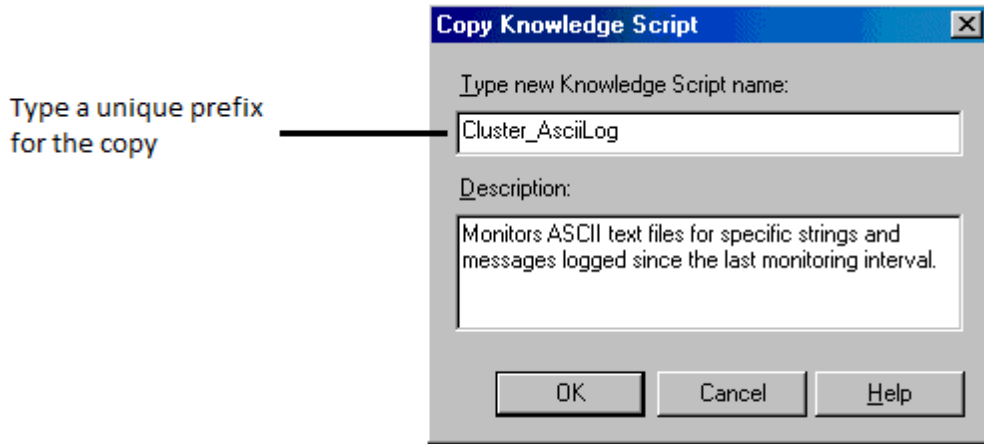 Copy Knowledge Script
Type new Knowledge Script name:
Type a unique prefix
for the copy
Cluster_AsciiLog
Description:
Monitors ASCII text files for specific strings and
messages logged since the last monitoring interval.
OK Cancel Help